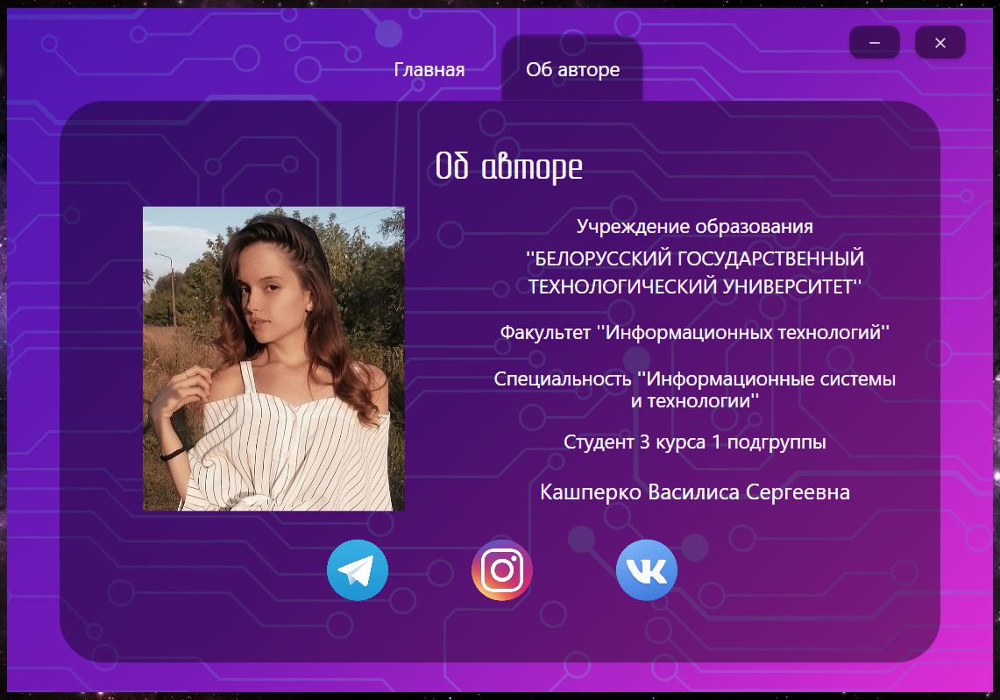 Главная
Об авторе
Об авторе
Учреждение образования
"БЕЛОРУССКИЙ ГОСУДАРСТВЕННЫЙ
ТЕХНОЛОГИЧЕСКИЙ УНИВЕРСИТЕТ"
Факультет "Информационных технологий"
Специальность "Информационные системы
и технологии"
Студент 3 курса 1 подгруппы
Кашперко Василиса Сергеевна